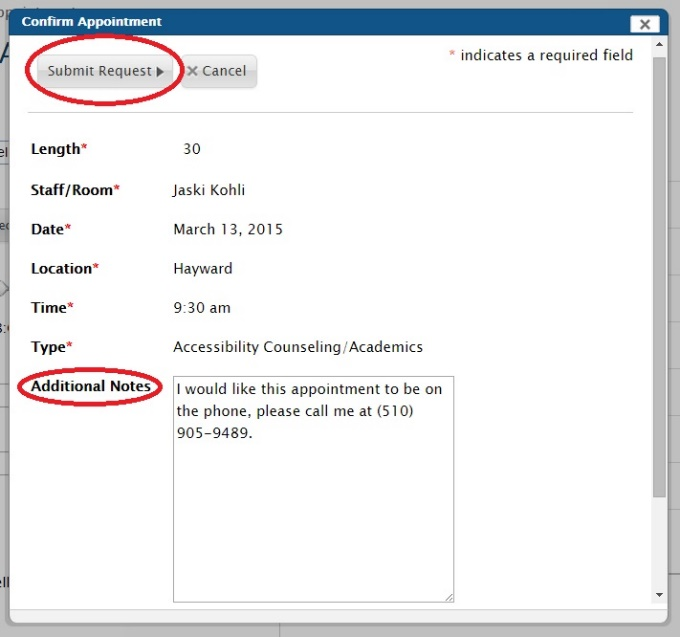 Confirm Appointment
* indicates a required field
Submit Request
Cancel
Length* 30
Staff/Room* Jaski Kohli
Date* March 13, 2015
Location* Hayward
Time* 9:30 am
Type* Accessibility Counseling/Academics
Additional Notes
I would like this appointment to be on
the phone, please call me at (510)
905-9489.